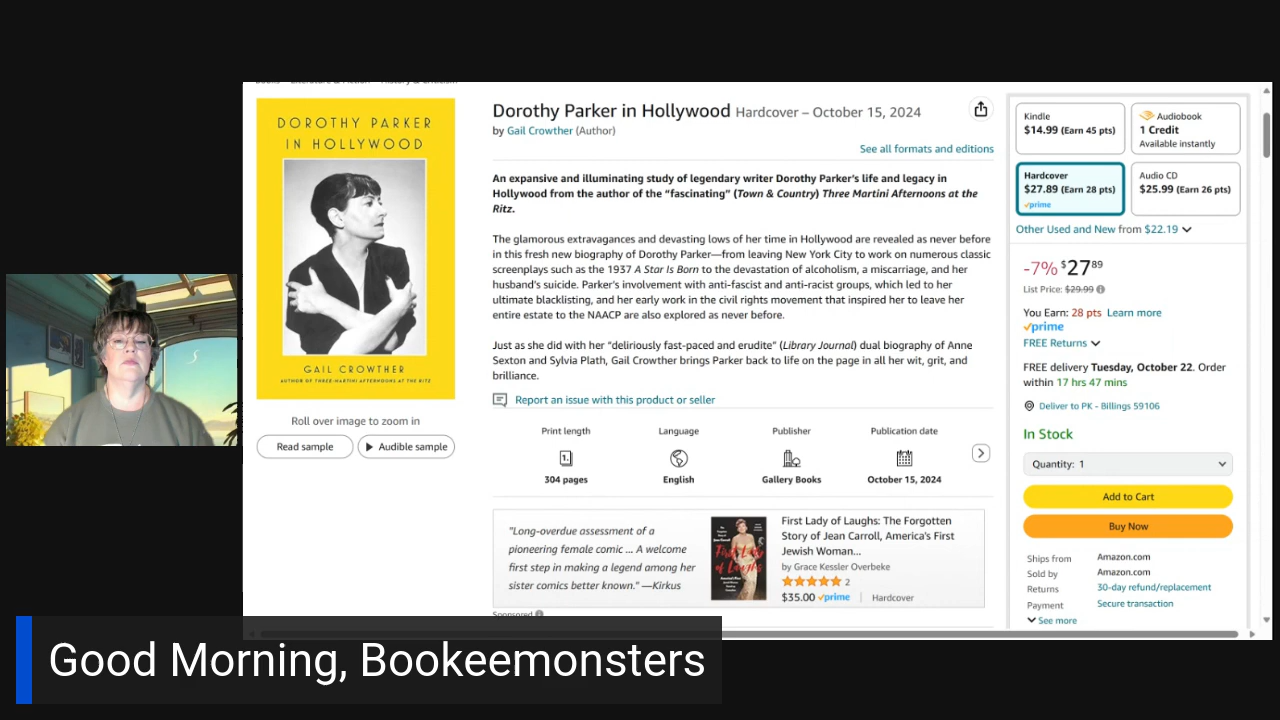 DOROTHY PARKER
IN HOLLYWOOD
GAIL CROWTHER
AUTHOR OF THREE-MARTINI AFTERNOONS AT THE RITZ
Roll over image to zoom in
Read sample
Audible sample
Dorothy Parker in Hollywood Hardcover – October 15, 2024
by Gail Crowther (Author)
See all formats and editions
An expansive and illuminating study of legendary writer Dorothy Parker's life and legacy in
Hollywood from the author of the "fascinating" (Town & Country) Three Martini Afternoons at the
Ritz.
The glamorous extravagances and devasting lows of her time in Hollywood are revealed as never before
in this fresh new biography of Dorothy Parker—from leaving New York City to work on numerous classic
screenplays such as the 1937 A Star Is Born to the devastation of alcoholism, a miscarriage, and her
husband's suicide. Parker's involvement with anti-fascist and anti-racist groups, which led to her
ultimate blacklisting, and her early work in the civil rights movement that inspired her to leave her
entire estate to the NAACP are also explored as never before.
Just as she did with her "deliriously fast-paced and erudite" (Library Journal) dual biography of Anne
Sexton and Sylvia Plath, Gail Crowther brings Parker back to life on the page in all her wit, grit, and
brilliance.
Report an issue with this product or seller
Print length
304 pages
Language
English
Publisher
Gallery Books
Publication date
October 15, 2024
"Long-overdue assessment of a
pioneering female comic ... A welcome
first step in making a legend among her
sister comics better known." —Kirkus
First Lady
of Laughs
First Lady of Laughs: The Forgotten
Story of Jean Carroll, America's First
Jewish Woman...
by Grace Kessler Overbeke
2
$35.00 prime | Hardcover
Sponsored
Kindle
$14.99 (Earn 45 pts)
Audiobook
1 Credit
Available instantly
Hardcover
$27.89 (Earn 28 pts)
prime
Audio CD
$25.99 (Earn 26 pts)
Other Used and New from $22.19
-7% $27 89
List Price: $29.99
You Earn: 28 pts Learn more
prime
FREE Returns
FREE delivery Tuesday, October 22. Order
within 17 hrs 47 mins
Deliver to PK - Billings 59106
In Stock
Quantity: 1
Add to Cart
Buy Now
Ships from Amazon.com
Sold by Amazon.com
Returns 30-day refund/replacement
Payment Secure transaction
See more
Good Morning, Bookeemonsters